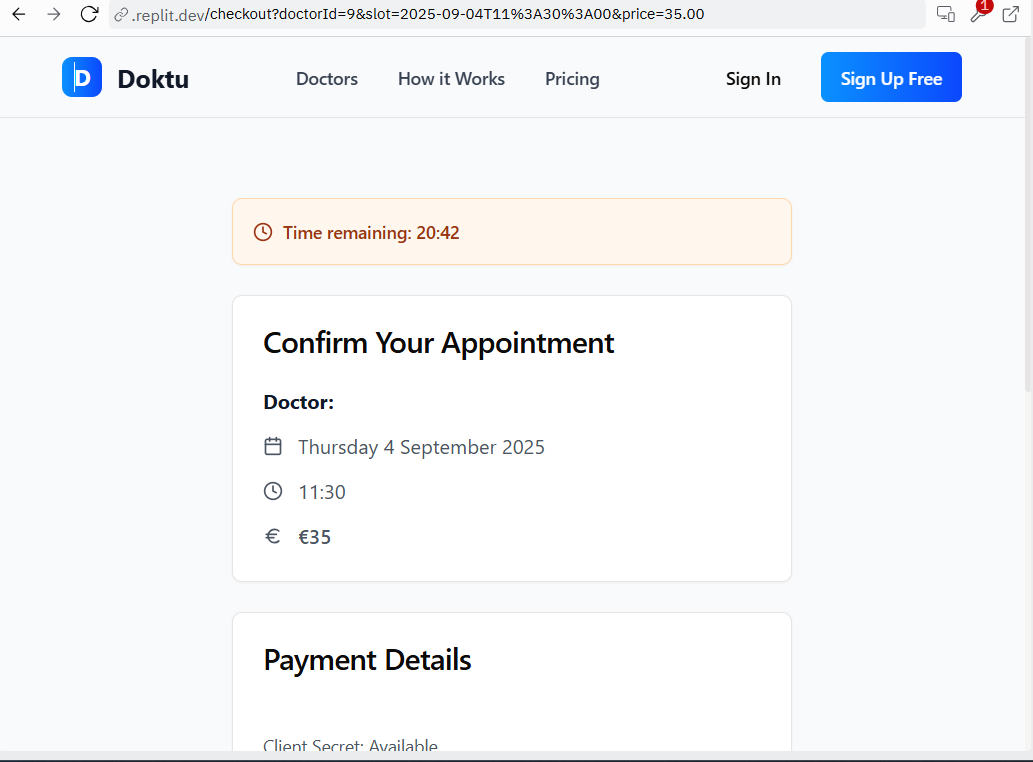 .replit.dev/checkout?doctorId=9&slot=2025-09-04T11%3A30%3A00&price=35.00
1
D Doktu
Doctors
How it Works
Pricing
Sign In
Sign Up Free
Time remaining: 20:42
Confirm Your Appointment
Doctor:
Thursday 4 September 2025
11:30
€ €35
Payment Details
Client Secret: Available